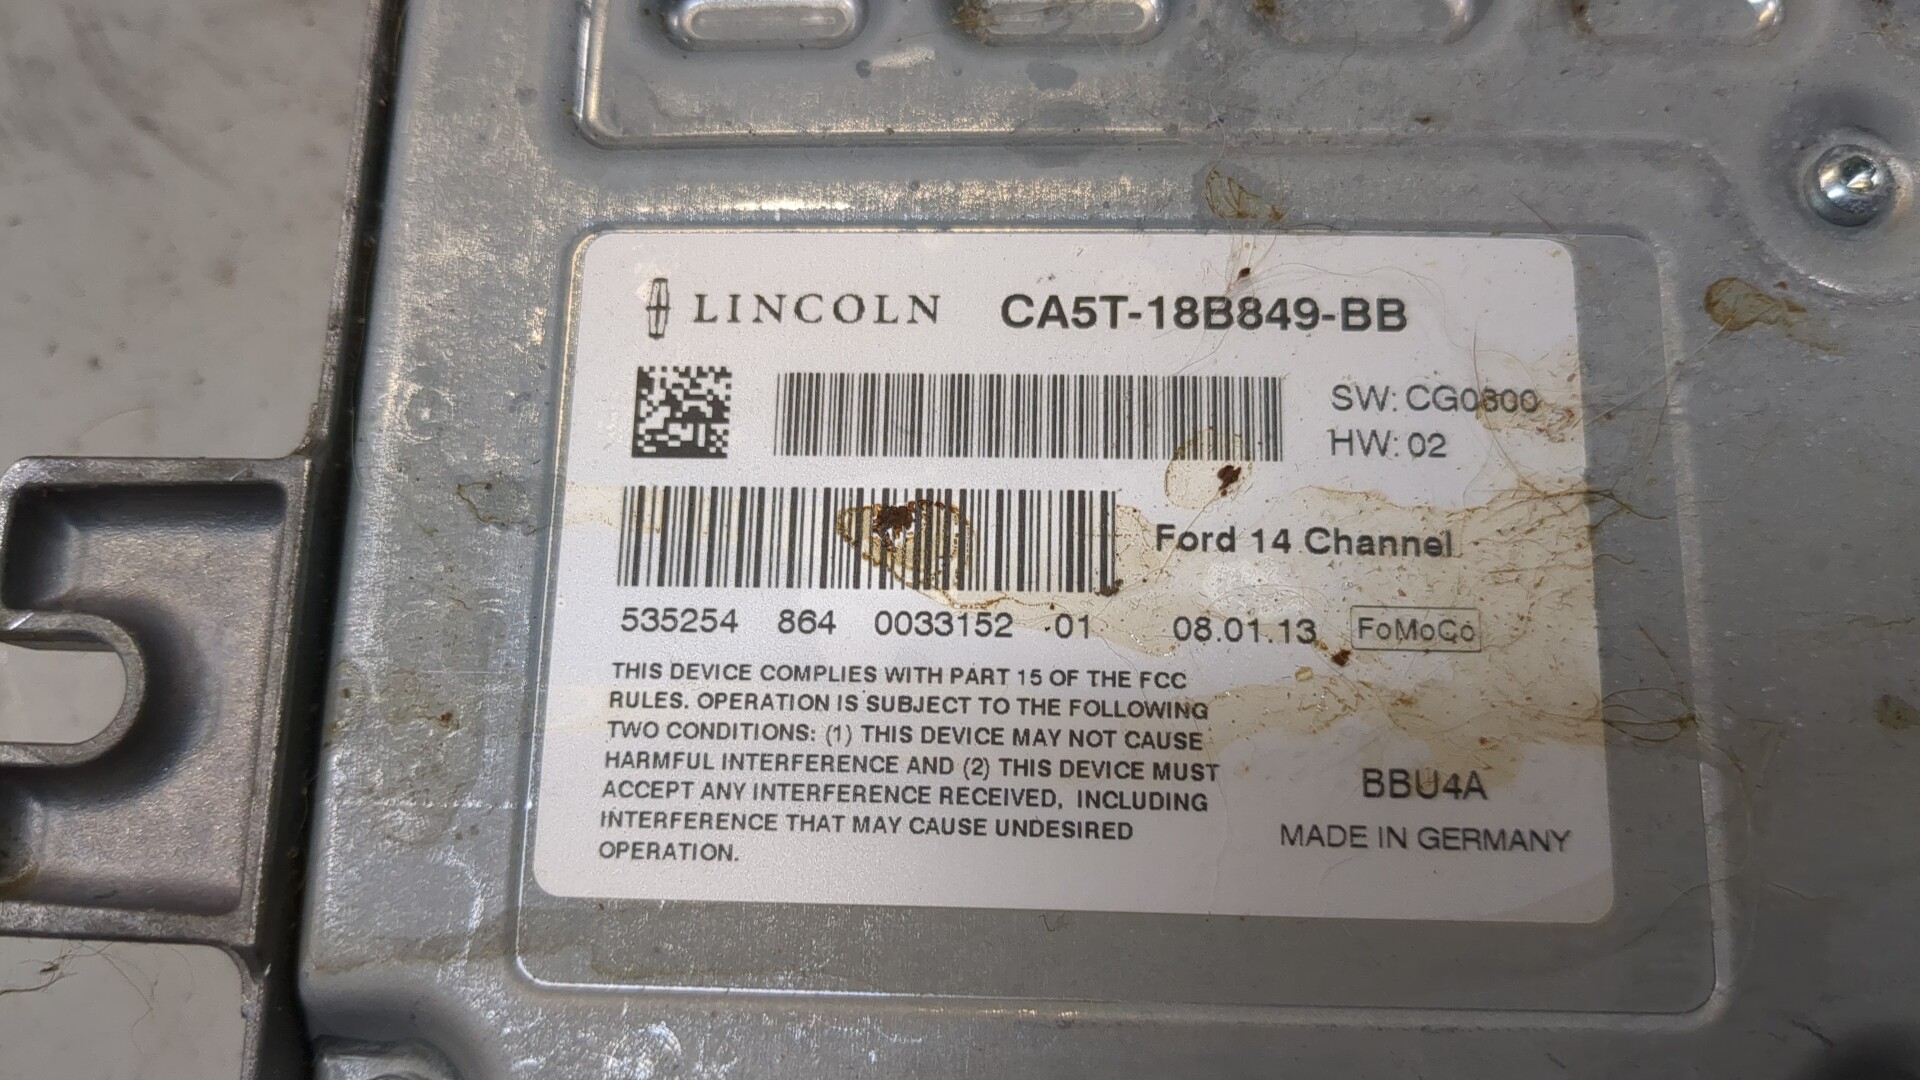 LINCOLN CA5T-18B849-BB
SW: CG0800
HW: 02
Ford 14 Channel
535254 864 0033152 01 08.01.13 FoMoCo
THIS DEVICE COMPLIES WITH PART 15 OF THE FCC
RULES. OPERATION IS SUBJECT TO THE FOLLOWING
TWO CONDITIONS: (1) THIS DEVICE MAY NOT CAUSE
HARMFUL INTERFERENCE AND (2) THIS DEVICE MUST
ACCEPT ANY INTERFERENCE RECEIVED, INCLUDING
INTERFERENCE THAT MAY CAUSE UNDESIRED
OPERATION.
BBU4A
MADE IN GERMANY